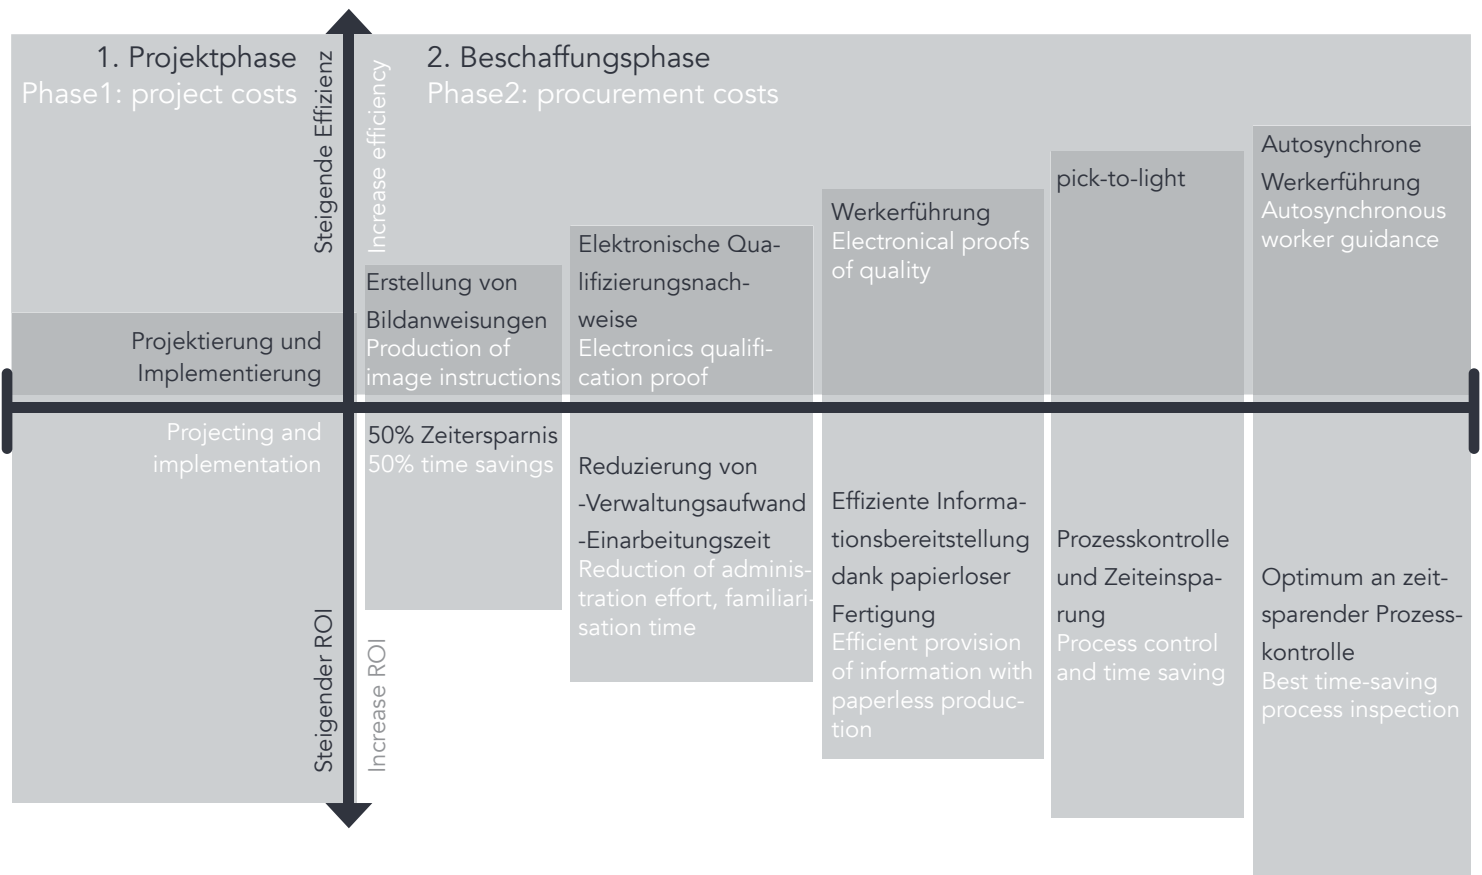 1. Projektphase
Phase1: project costs
Steigende Effizienz
Increase efficiency
2. Beschaffungsphase
Phase2: procurement costs
Projektierung und
Implementierung
Projecting and
implementation
Erstellung von
Bildanweisungen
Production of
image instructions
50% Zeitersparnis
50% time savings
Elektronische Qua-
lifizierungsnach-
weise
Electronics qualifi-
cation proof
Reduzierung von
-Verwaltungsaufwand
-Einarbeitungszeit
Reduction of adminis-
tration effort, familiari-
sation time
Werkerführung
Electronical proofs
of quality
Effiziente Informa-
tionsbereitstellung
dank papierloser
Fertigung
Efficient provision
of information with
paperless produc-
tion
pick-to-light
Prozesskontrolle
und Zeiteinspa-
rung
Process control
and time saving
Autosynchrone
Werkerführung
Autosynchronous
worker guidance
Optimum an zeit-
sparender Prozess-
kontrolle
Best time-saving
process inspection
Steigender ROI
Increase ROI